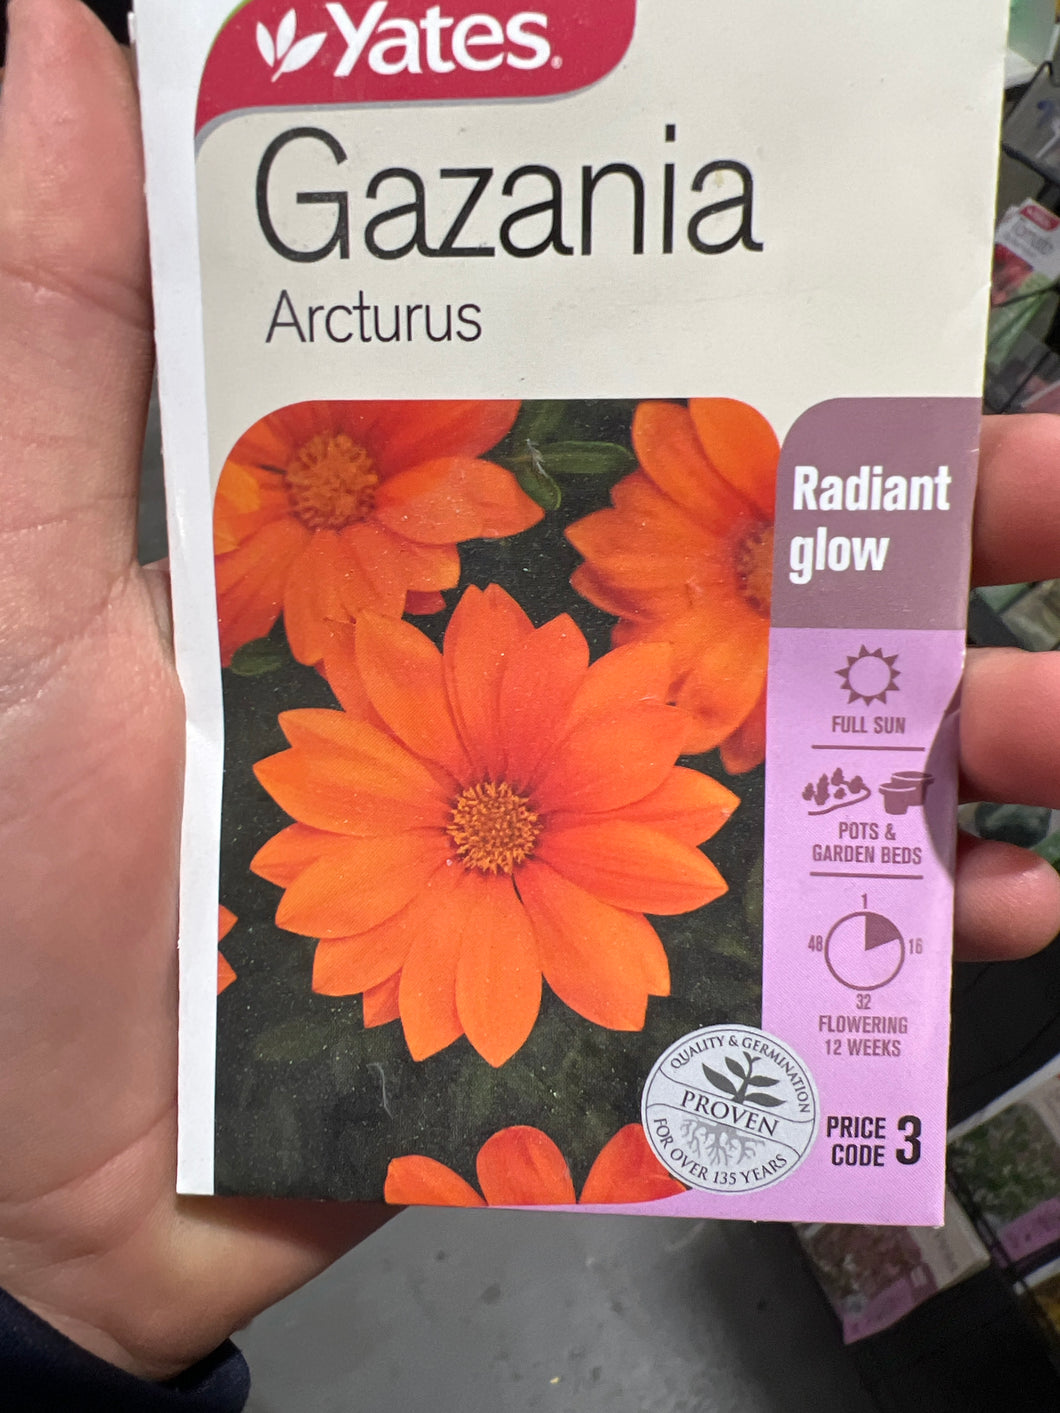 Yates
Gazania
Arcturus
Radiant
glow
FULL SUN
POTS &
GARDEN BEDS
1
48
16
32
FLOWERING
12 WEEKS
QUALITY & GERMINATION
PROVEN
FOR OVER 135 YEARS
PRICE
CODE 3